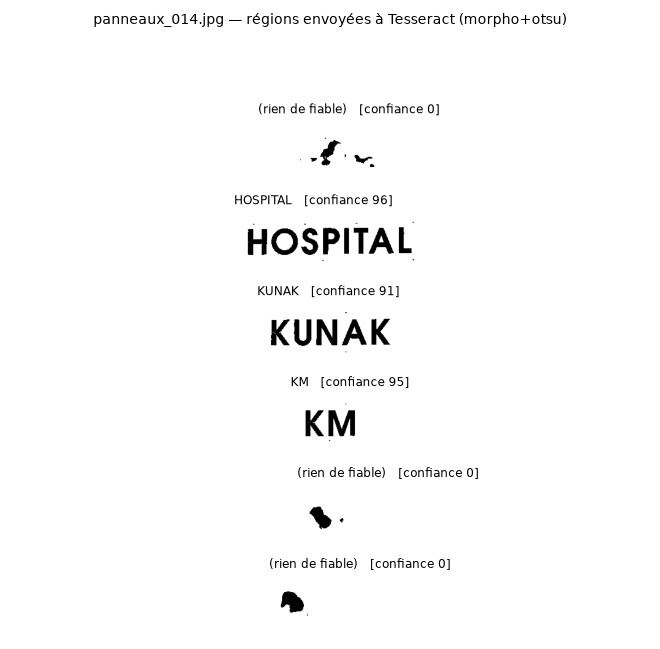 panneaux_014.jpg — régions envoyées à Tesseract (morpho+otsu)
(rien de fiable) [confiance 0]
HOSPITAL [confiance 96]
HOSPITAL
KUNAK [confiance 91]
KUNAK
KM [confiance 95]
KM
(rien de fiable) [confiance 0]
(rien de fiable) [confiance 0]